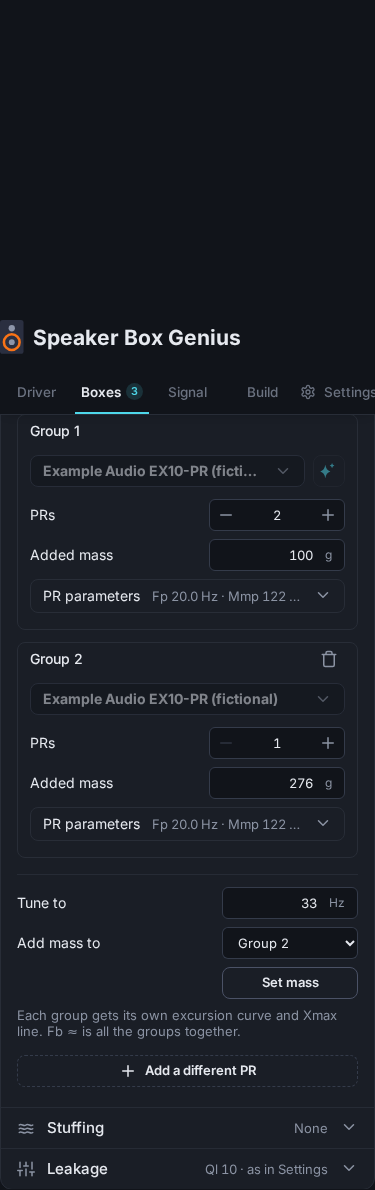 Speaker Box Genius
Driver
Boxes 3
Signal
Build
Settings
Group 1
Example Audio EX10-PR (ficti...
PRs
2
Added mass
100 g
PR parameters Fp 20.0 Hz · Mmp 122 ...
Group 2
Example Audio EX10-PR (fictional)
PRs
1
Added mass
276 g
PR parameters Fp 20.0 Hz · Mmp 122 ...
Tune to
33 Hz
Add mass to
Group 2
Set mass
Each group gets its own excursion curve and Xmax
line. Fb ≈ is all the groups together.
Add a different PR
Stuffing
None
Leakage
Ql 10 · as in Settings